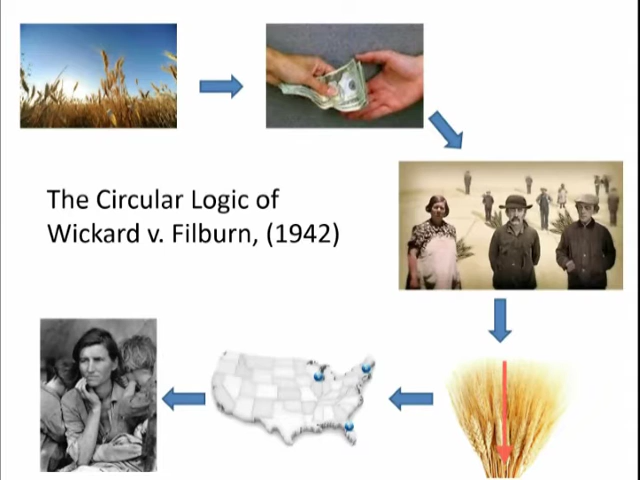 The Circular Logic of
Wickard v. Filburn, (1942)